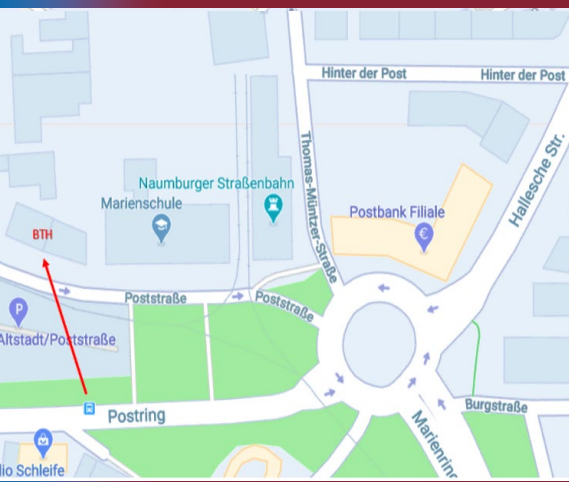 Hinter der Post
Hinter der Post
Thomas-Müntzer-Straße
Hallesche Str.
Naumburger Straßenbahn
Marienschule
Postbank Filiale
€
BTH
Poststraße
Poststraße
P
Altstadt/Poststraße
Postring
Burgstraße
Marienring
Schleife